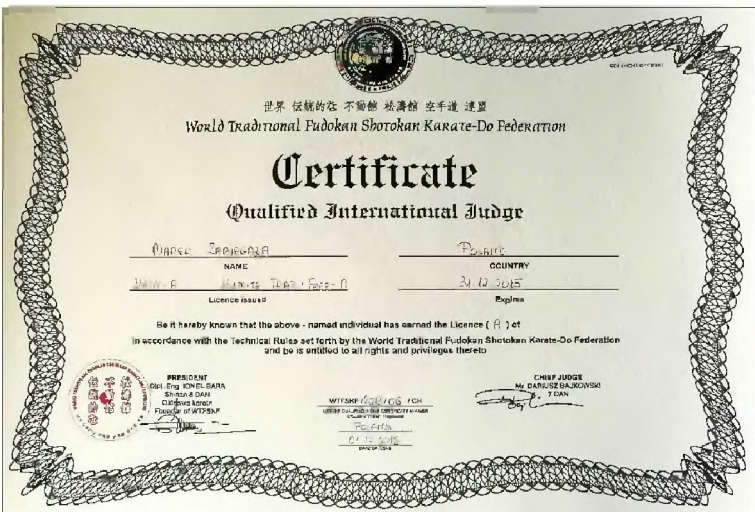 世界 伝統的な 不動館 松濤館 空手道 連盟
World Traditional Fudokan Shotokan Karate-Do Federation
Certificate
Qualified International Judge
Poland
NAME
COUNTRY
Licence issued
Expires
Be it hereby known that the above - named individual has earned the Licence ( A ) of
in accordance with the Technical Rules set forth by the World Traditional Fudokan Shotokan Karate-Do Federation
and be is entitled to all rights and privileges thereto
PRESIDENT
Dipl. Eng IONEL BARA
Shihan 8 DAN
Founder of WTFSKF
CHIEF JUDGE
Mr. DARIUSZ BAJKOWSKI
7 DAN
WTFSKF / CH
Poland
DATE OF ISSUE